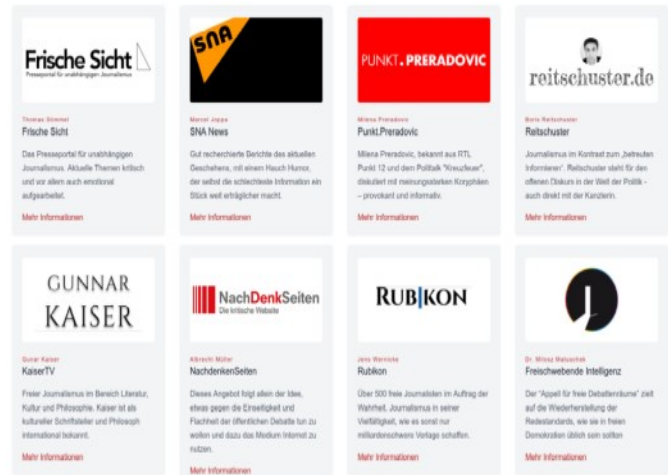 Frische Sicht
Presseportal für unabhängigen Journalismus
Thomas Stimmel
Frische Sicht
Das Presseportal für unabhängigen
Journalismus. Aktuelle Themen kritisch
und vor allem auch emotional
aufgearbeitet.
Mehr Informationen
SNA
Marcel Joppa
SNA News
Gut recherchierte Berichte des aktuellen
Geschehens, mit einem Hauch Humor,
der selbst die schlechteste Information ein
Stück weit erträglicher macht.
Mehr Informationen
PUNKT.PRERADOVIC
Milena Preradovic
Punkt.Preradovic
Milena Preradovic, bekannt aus RTL,
Punkt 12 und dem Polittalk "Kreuzfeuer",
diskutiert mit meinungsstarken Koryphäen
– provokant und informativ.
Mehr Informationen
reitschuster.de
Boris Reitschuster
Reitschuster
Journalismus im Kontrast zum „betreuten
Informieren". Reitschuster steht für den
offenen Diskurs in der Welt der Politik -
auch direkt mit der Kanzlerin.
Mehr Informationen
GUNNAR
KAISER
Gunar Kaiser
KaiserTV
Freier Journalismus im Bereich Literatur,
Kultur und Philosophie. Kaiser ist als
kultureller Schriftsteller und Philosoph
international bekannt.
Mehr Informationen
NachDenkSeiten
Die kritische Website
Albrecht Müller
NachdenkenSeiten
Dieses Angebot folgt allein der Idee,
etwas gegen die Einseitigkeit und
Flachheit der öffentlichen Debatte tun zu
wollen und dazu das Medium Internet zu
nutzen.
Mehr Informationen
RUBIKON
Jens Wernicke
Rubikon
Über 500 freie Journalisten im Auftrag der
Wahrheit. Journalismus in seiner
Vielfältigkeit, wie es sonst nur
milliardenschwere Verlage schaffen.
Mehr Informationen
Dr. Milosz Matuschek
Freischwebende Intelligenz
Der "Appell für freie Debattenräume" zielt
auf die Wiederherstellung der
Redestandards, wie sie in freien
Demokratien üblich sein sollten
Mehr Informationen